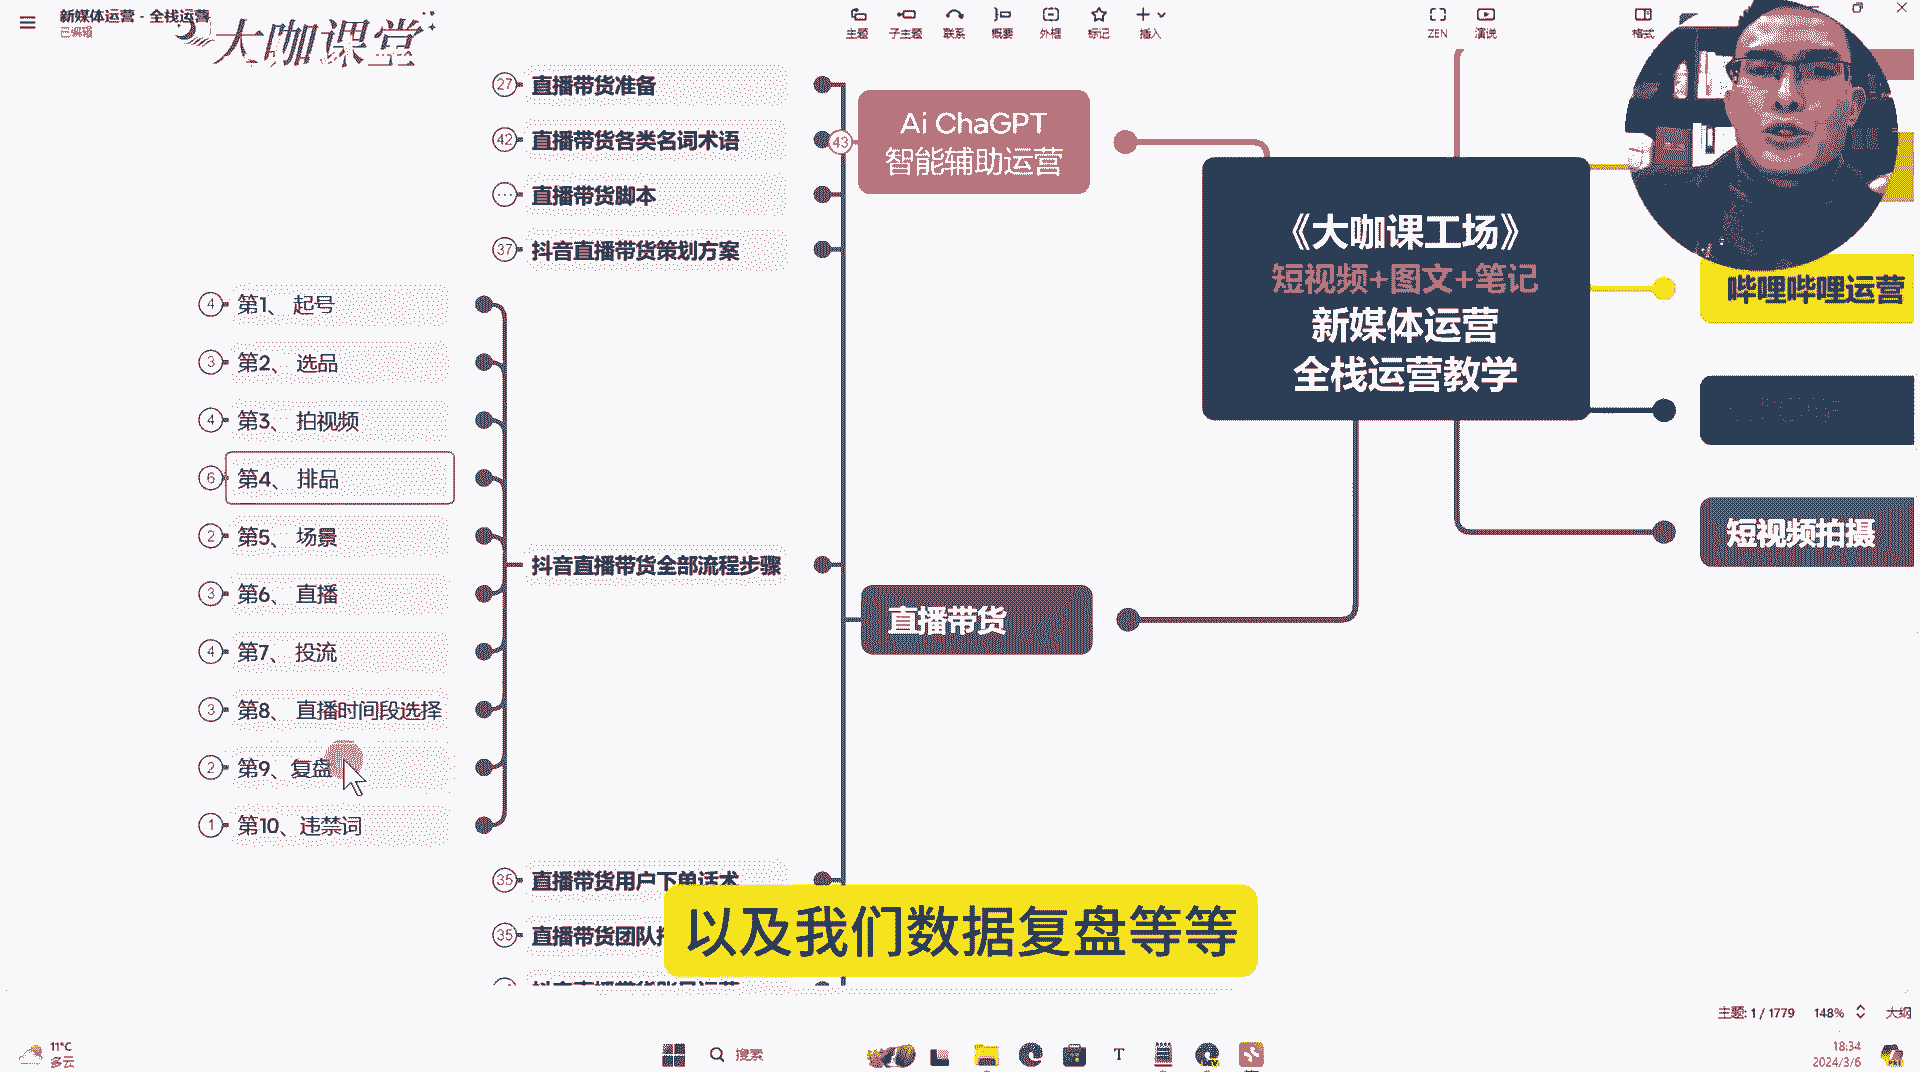 新媒体运营 - 全栈运营
已编辑
大咖课堂
主题
子主题
联系
概要
外框
标记
插入
ZEN
演说
格式
27
直播带货准备
42
直播带货各类名词术语
直播带货脚本
37
抖音直播带货策划方案
43
Ai ChaGPT
智能辅助运营
《大咖课工场》
短视频+图文+笔记
新媒体运营
全栈运营教学
哔哩哔哩运营
短视频拍摄
4
第1、 起号
3
第2、 选品
4
第3、 拍视频
6
第4、 排品
2
第5、 场景
3
第6、 直播
4
第7、 投流
3
第8、 直播时间段选择
2
第9、复盘
1
第10、违禁词
抖音直播带货全部流程步骤
直播带货
35
直播带货用户下单话术
35
直播带货团队
以及我们数据复盘等等
主题: 1 / 1779
148%
大纲
11°C
多云
搜索
18:34
2024/3/6